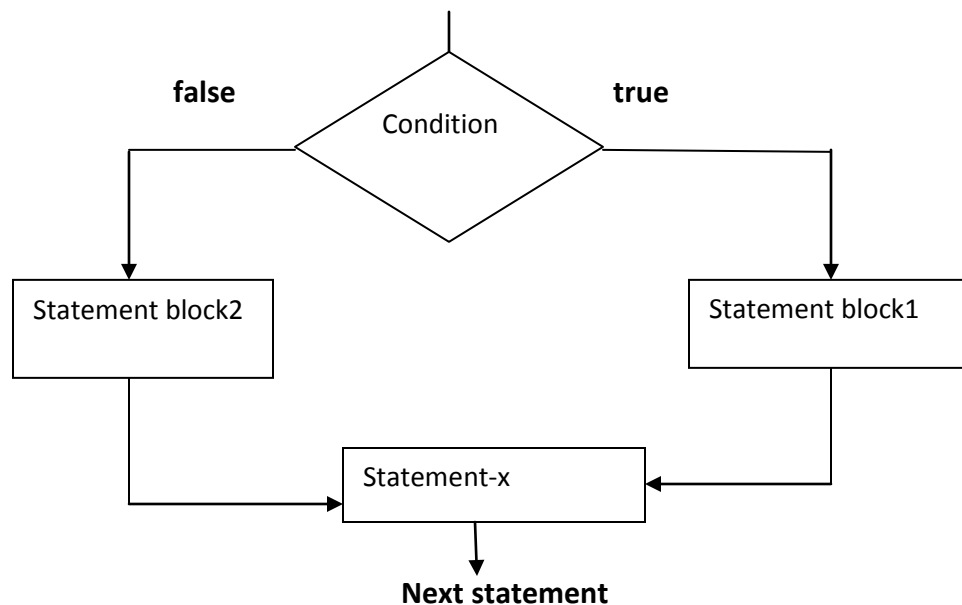 false
true
Condition
Statement block2
Statement block1
Statement-x
Next statement